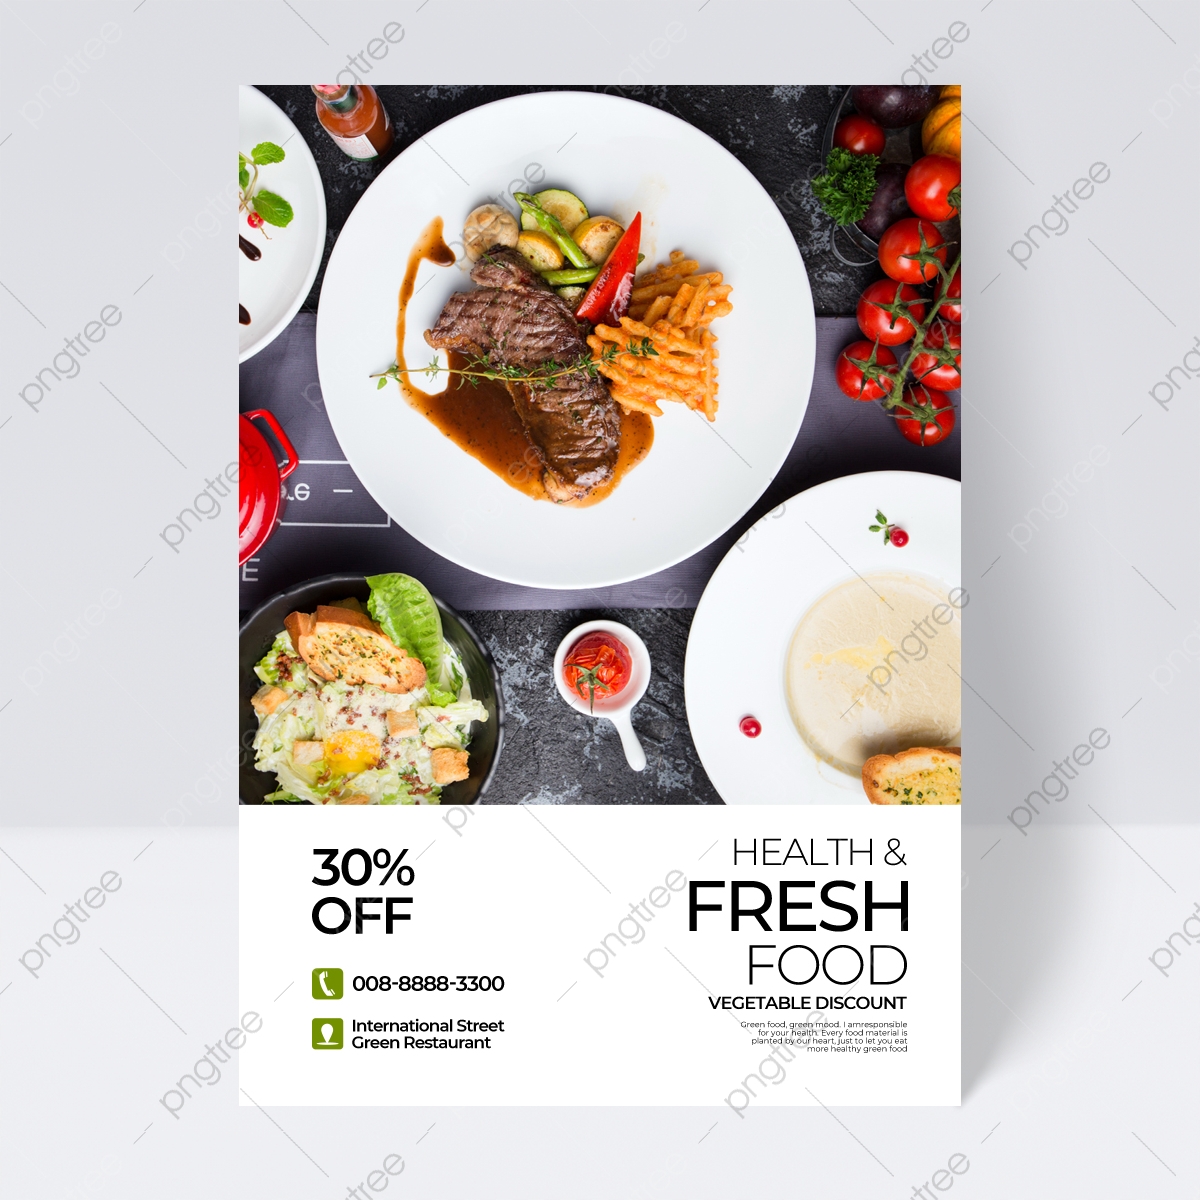 30%
OFF
008-8888-3300
International Street
Green Restaurant
HEALTH &
FRESH
FOOD
VEGETABLE DISCOUNT
Green food, green mood. I amresponsible
for your health. Every food material is
planted by our heart, just to let you eat
more healthy green food
pngtree